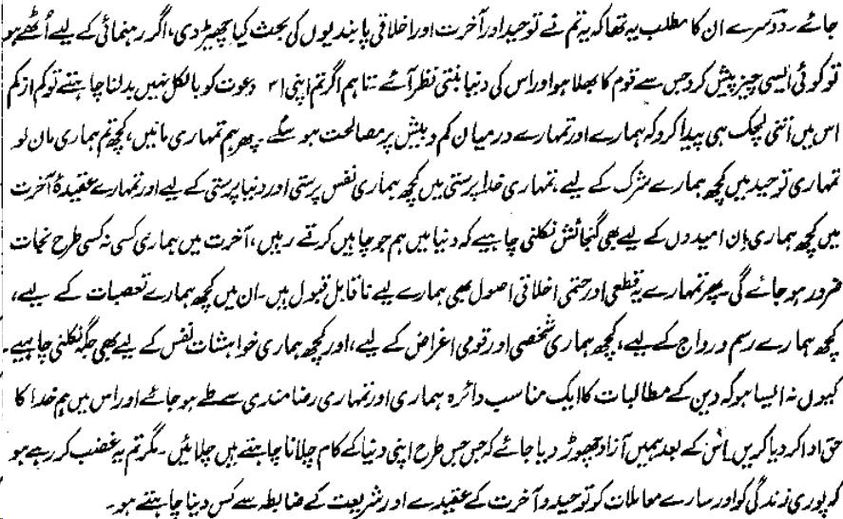 جائے۔ دوسرے ان کا مطلب یہ تھا کہ یہ تم نے توحید اور آخرت اور اخلاقی پابندیوں کی بحث کیا چھیڑ دی، اگر رہنمائی کے لیے اُٹھے ہو
تو کوئی ایسی چیز پیش کرو جس سے قوم کا بھلا ہو اور اس کی دنیا بنتی نظر آئے۔ تاہم اگر تم اپنی اس دعوت کو بالکل نہیں بدلنا چاہتے تو کم از کم
اس میں اتنی لچک ہی پیدا کرو کہ ہمارے اور تمہارے درمیان کم و بیش پر مصالحت ہو سکے۔ پھر ہم تمہاری مانیں، کچھ تم ہماری مان لو
تمہاری توحید میں کچھ ہمارے شرک کے لیے، تمہاری خدا پرستی میں کچھ ہماری نفس پرستی اور دنیا پرستی کے لیے اور تمہارے عقیدۂ آخرت
میں کچھ ہماری اِن امیدوں کے لیے بھی گنجائش نکلنی چاہیے کہ دنیا میں ہم جو چاہیں کرتے رہیں، آخرت میں ہماری کسی نہ کسی طرح نجات
ضرور ہو جائے گی۔ پھر تمہارے یہ قطعی اور حتمی اخلاقی اصول بھی ہمارے لیے ناقابل قبول ہیں۔ ان میں کچھ ہمارے تعصبات کے لیے،
کچھ ہمارے رسم و رواج کے لیے، کچھ ہماری شخصی اور قومی اغراض کے لیے، اور کچھ ہماری خواہشات نفس کے لیے بھی جگہ نکلنی چاہیے۔
کیوں نہ ایسا ہو کہ دین کے مطالبات کا ایک مناسب دائرہ ہماری اور تمہاری رضامندی سے طے ہو جائے اور اس میں ہم خدا کا
حق ادا کر دیا کریں۔ اس کے بعد ہمیں آزاد چھوڑ دیا جائے کہ جس جس طرح اپنی دنیا کے کام چلانا چاہتے ہیں چلائیں۔ مگر تم یہ غضب کر رہے ہو
کہ پوری زندگی کو اور سارے معاملات کو توحید و آخرت کے عقیدے اور شریعت کے ضابطہ سے کس دینا چاہتے ہو۔